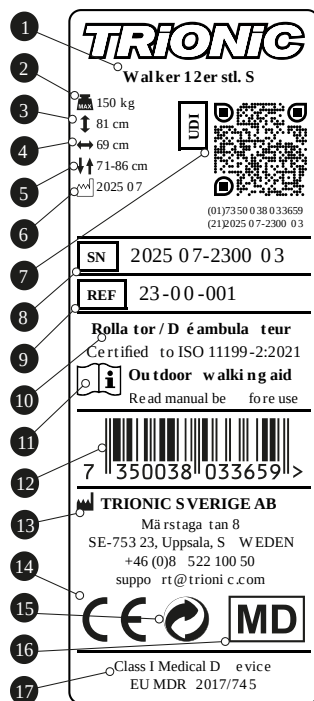 1
TRiONiC
Walker 12er stl. S
2
MAX
150 kg
3
81 cm
4
69 cm
5
71-86 cm
6
2025 07
UDI
(01)7350038033659
(21)202507-2300 03
7
8
SN
2025 07-2300 03
9
REF
23-00-001
10
Rollator/Déambulateur
Certified to ISO 11199-2:2021
11
i
Outdoor walking aid
Read manual before use
12
7 350038 033659 >
13
TRIONIC SVERIGE AB
Märstagatan 8
SE-753 23, Uppsala, SWEDEN
+46 (0)8 522 100 50
support@trionic.com
14
CE
15
16
MD
17
Class I Medical Device
EU MDR 2017/745